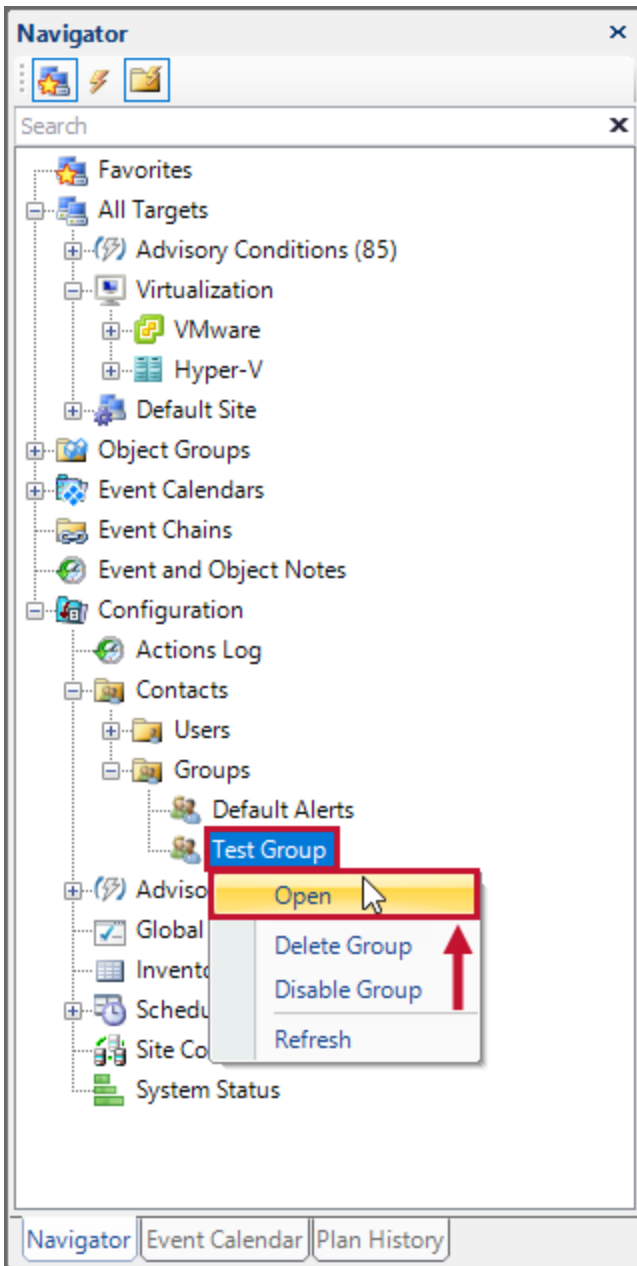 Navigator
Search
Favorites
All Targets
Advisory Conditions (85)
Virtualization
VMware
Hyper-V
Default Site
Object Groups
Event Calendars
Event Chains
Event and Object Notes
Configuration
Actions Log
Contacts
Users
Groups
Default Alerts
Test Group
Open
Global
Delete Group
Disable Group
Refresh
Site
System Status
Navigator Event Calendar Plan History